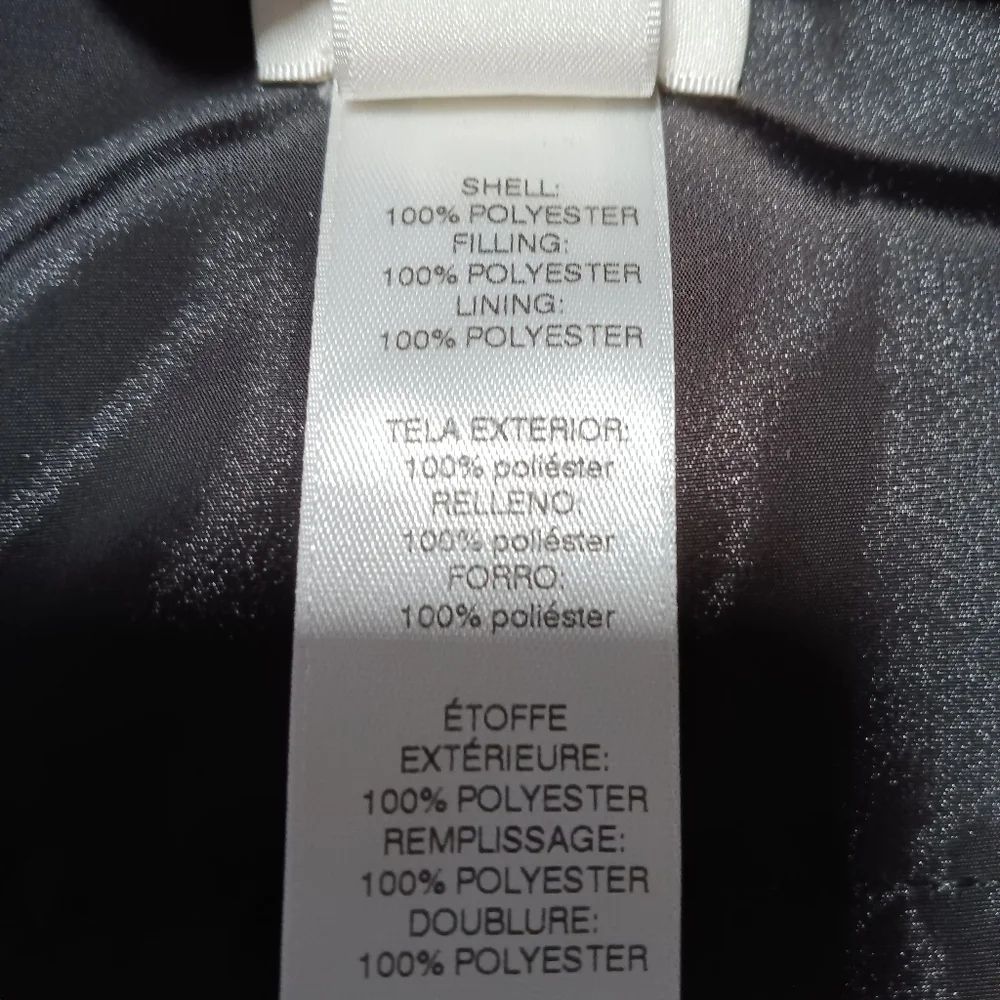 SHELL:
100% POLYESTER
FILLING:
100% POLYESTER
LINING:
100% POLYESTER
TELA EXTERIOR:
100% poliéster
RELLENO:
100% poliéster
FORRO:
100% poliéster
ÉTOFFE
EXTÉRIEURE:
100% POLYESTER
REMPLISSAGE:
100% POLYESTER
DOUBLURE:
100% POLYESTER